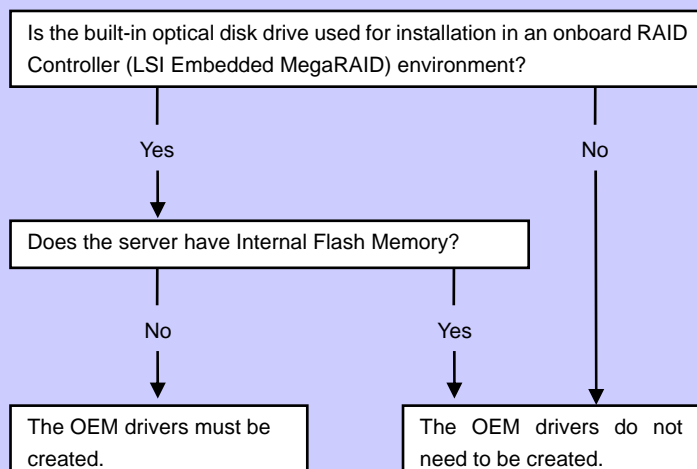 Is the built-in optical disk drive used for installation in an onboard RAID
Controller (LSI Embedded MegaRAID) environment?
Yes
No
Does the server have Internal Flash Memory?
No
Yes
The OEM drivers must be
created.
The OEM drivers do not
need to be created.